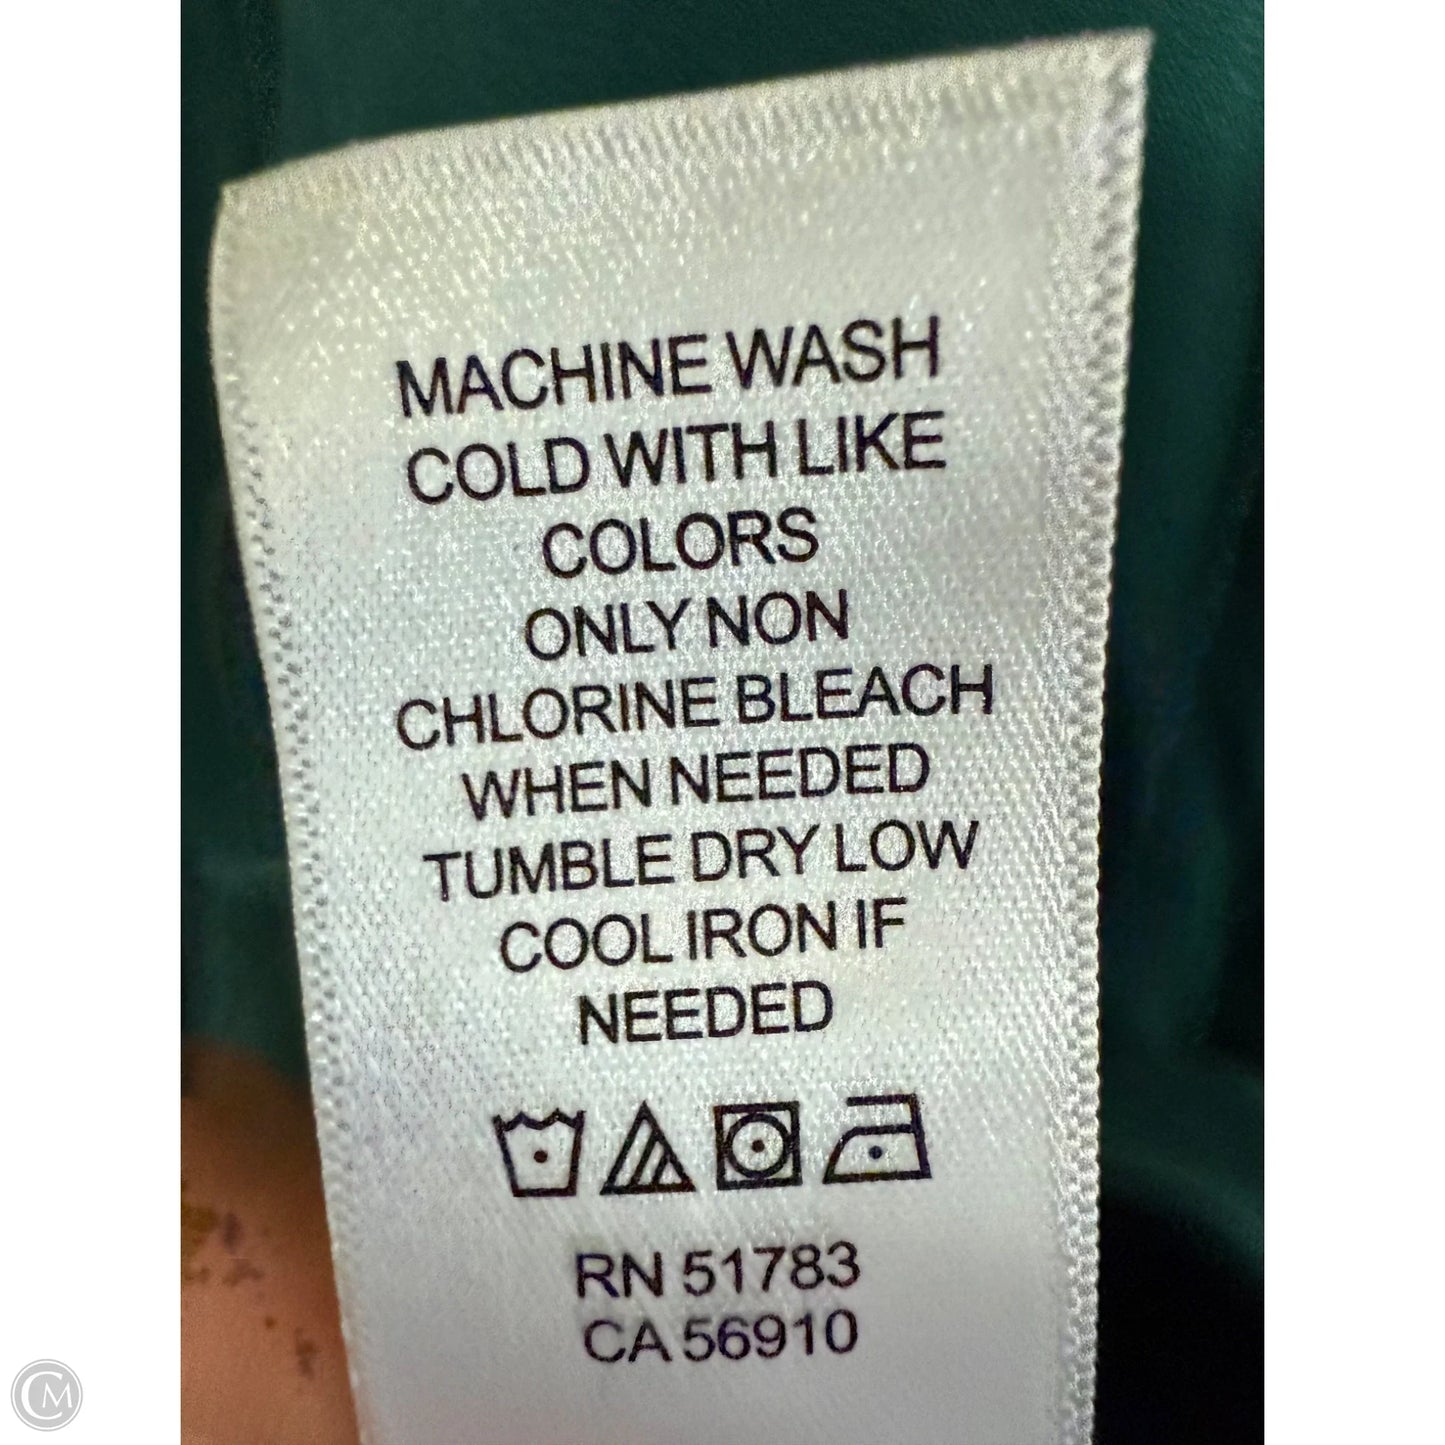 MACHINE WASH
COLD WITH LIKE
COLORS
ONLY NON
CHLORINE BLEACH
WHEN NEEDED
TUMBLE DRY LOW
COOL IRON IF
NEEDED
RN 51783
CA 56910
CM